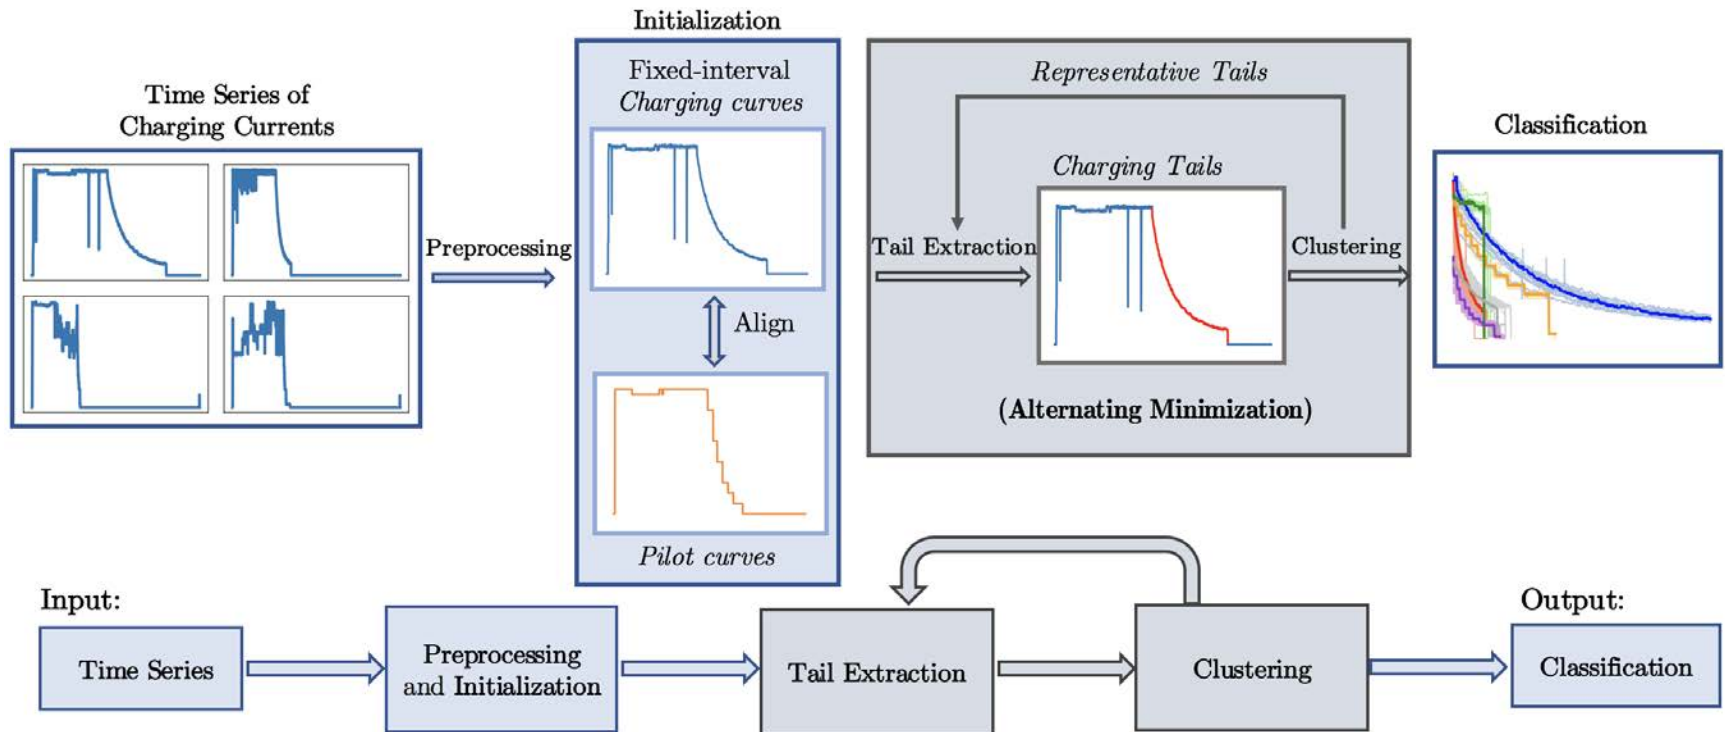 Initialization
Time Series of
Charging Currents
Preprocessing
Fixed-interval
Charging curves
Align
Pilot curves
Representative Tails
Charging Tails
Tail Extraction
Clustering
(Alternating Minimization)
Classification
Input:
Time Series
Preprocessing
and Initialization
Tail Extraction
Clustering
Output:
Classification